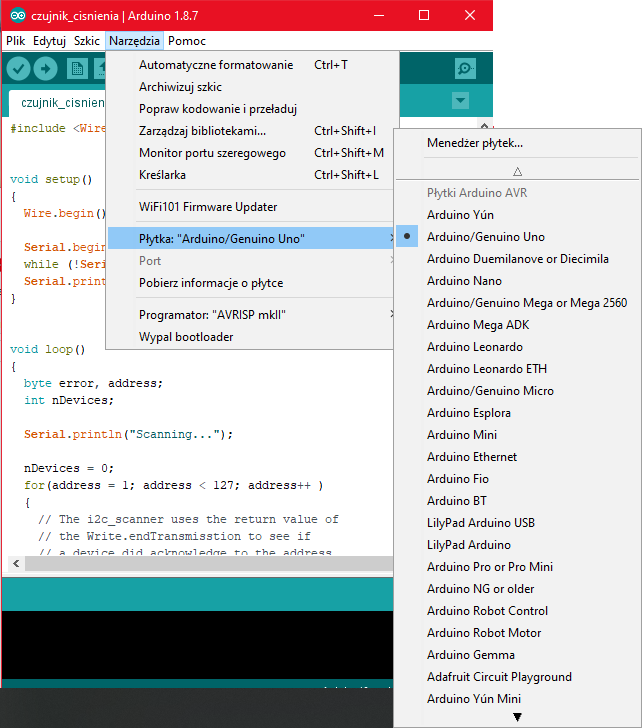 czujnik_cisnienia | Arduino 1.8.7
Plik Edytuj Szkic Narzędzia Pomoc
czujnik_cisnien
#include <Wire
void setup()
{
Wire.begin()
Serial.begin
while (!Seri
Serial.print
}
void loop()
{
byte error, address;
int nDevices;
Serial.println("Scanning...");
nDevices = 0;
for(address = 1; address < 127; address++ )
{
// The i2c_scanner uses the return value of
// the Write.endTransmisstion to see if
// a device did acknowledge to the address
Automatyczne formatowanie Ctrl+T
Archiwizuj szkic
Popraw kodowanie i przeładuj
Zarządzaj bibliotekami... Ctrl+Shift+I
Monitor portu szeregowego Ctrl+Shift+M
Kreślarka Ctrl+Shift+L
WiFi101 Firmware Updater
Płytka: "Arduino/Genuino Uno"
Port
Pobierz informacje o płytce
Programator: "AVRISP mkII"
Wypal bootloader
Menedżer płytek...
Płytki Arduino AVR
Arduino Yún
Arduino/Genuino Uno
Arduino Duemilanove or Diecimila
Arduino Nano
Arduino/Genuino Mega or Mega 2560
Arduino Mega ADK
Arduino Leonardo
Arduino Leonardo ETH
Arduino/Genuino Micro
Arduino Esplora
Arduino Mini
Arduino Ethernet
Arduino Fio
Arduino BT
LilyPad Arduino USB
LilyPad Arduino
Arduino Pro or Pro Mini
Arduino NG or older
Arduino Robot Control
Arduino Robot Motor
Arduino Gemma
Adafruit Circuit Playground
Arduino Yún Mini